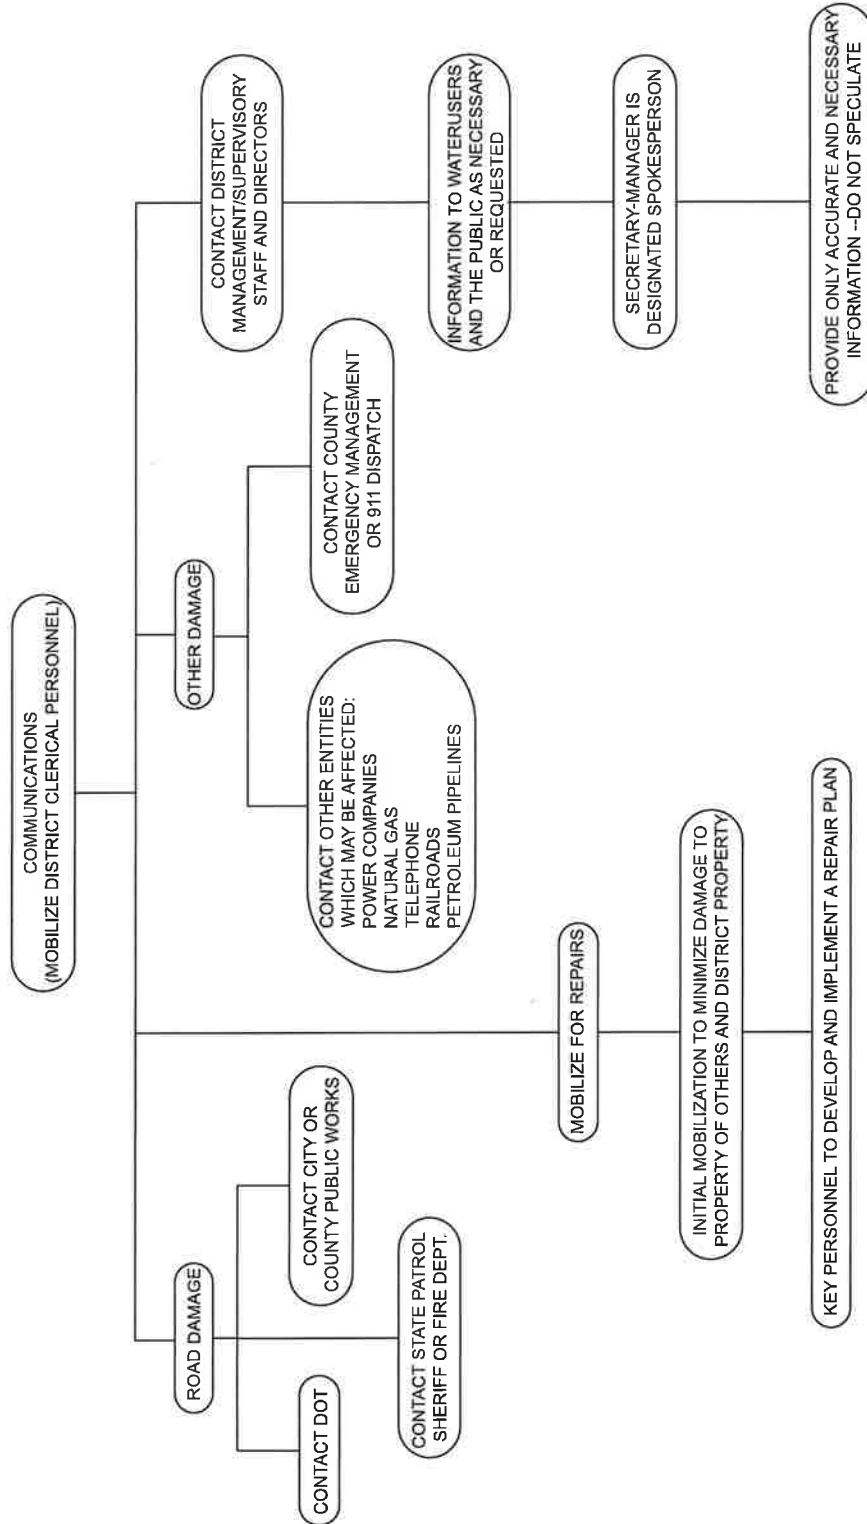 COMMUNICATIONS
(MOBILIZE DISTRICT CLERICAL PERSONNEL)
ROAD DAMAGE
CONTACT DOT
CONTACT STATE PATROL
SHERIFF OR FIRE DEPT.
CONTACT CITY OR
COUNTY PUBLIC WORKS
MOBILIZE FOR REPAIRS
INITIAL MOBILIZATION TO MINIMIZE DAMAGE TO
PROPERTY OF OTHERS AND DISTRICT PROPERTY
KEY PERSONNEL TO DEVELOP AND IMPLEMENT A REPAIR PLAN
OTHER DAMAGE
CONTACT OTHER ENTITIES
WHICH MAY BE AFFECTED:
POWER COMPANIES
NATURAL GAS
TELEPHONE
RAILROADS
PETROLEUM PIPELINES
CONTACT COUNTY
EMERGENCY MANAGEMENT
OR 911 DISPATCH
CONTACT DISTRICT
MANAGEMENT/SUPERVISORY
STAFF AND DIRECTORS
INFORMATION TO WATERUSERS
AND THE PUBLIC AS NECESSARY
OR REQUESTED
SECRETARY-MANAGER IS
DESIGNATED SPOKESPERSON
PROVIDE ONLY ACCURATE AND NECESSARY
INFORMATION --DO NOT SPECULATE